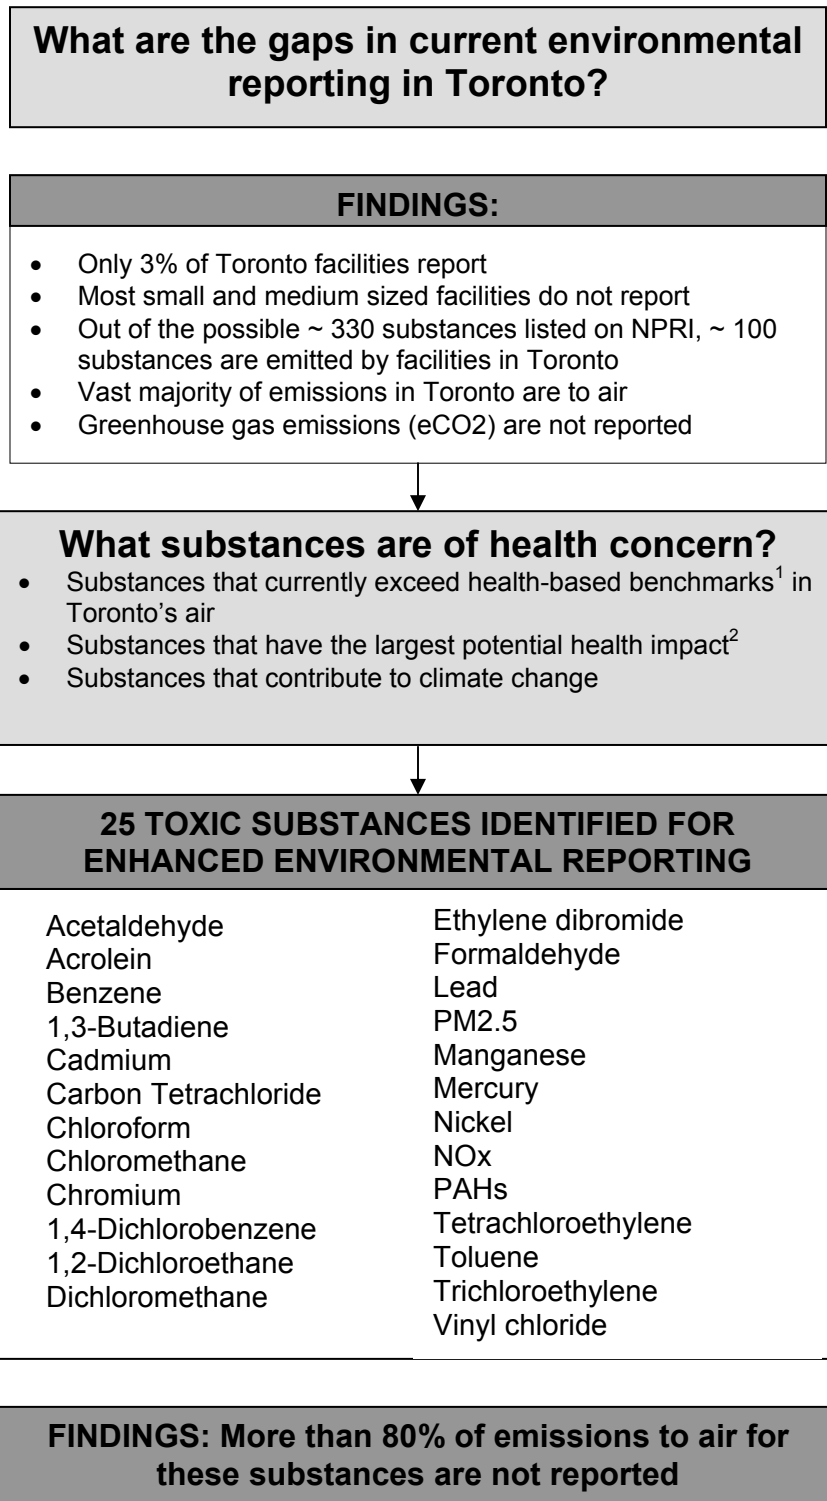 What are the gaps in current environmental
reporting in Toronto?
FINDINGS:
• Only 3% of Toronto facilities report
• Most small and medium sized facilities do not report
• Out of the possible ~ 330 substances listed on NPRI, ~ 100
substances are emitted by facilities in Toronto
• Vast majority of emissions in Toronto are to air
• Greenhouse gas emissions (eCO2) are not reported
What substances are of health concern?
• Substances that currently exceed health-based benchmarks¹ in
Toronto’s air
• Substances that have the largest potential health impact²
• Substances that contribute to climate change
25 TOXIC SUBSTANCES IDENTIFIED FOR
ENHANCED ENVIRONMENTAL REPORTING
Acetaldehyde
Acrolein
Benzene
1,3-Butadiene
Cadmium
Carbon Tetrachloride
Chloroform
Chloromethane
Chromium
1,4-Dichlorobenzene
1,2-Dichloroethane
Dichloromethane
Ethylene dibromide
Formaldehyde
Lead
PM2.5
Manganese
Mercury
Nickel
NOx
PAHs
Tetrachloroethylene
Toluene
Trichloroethylene
Vinyl chloride
FINDINGS: More than 80% of emissions to air for
these substances are not reported